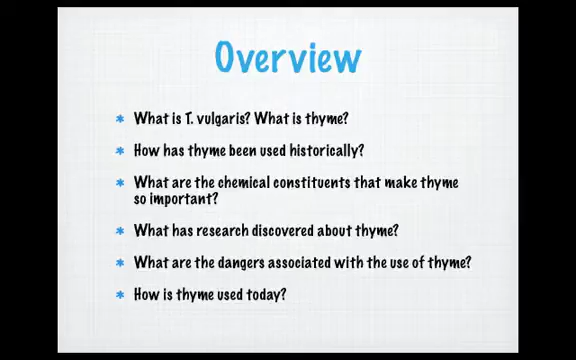 Overview
* What is T. vulgaris? What is thyme?
* How has thyme been used historically?
* What are the chemical constituents that make thyme
so important?
* What has research discovered about thyme?
* What are the dangers associated with the use of thyme?
* How is thyme used today?